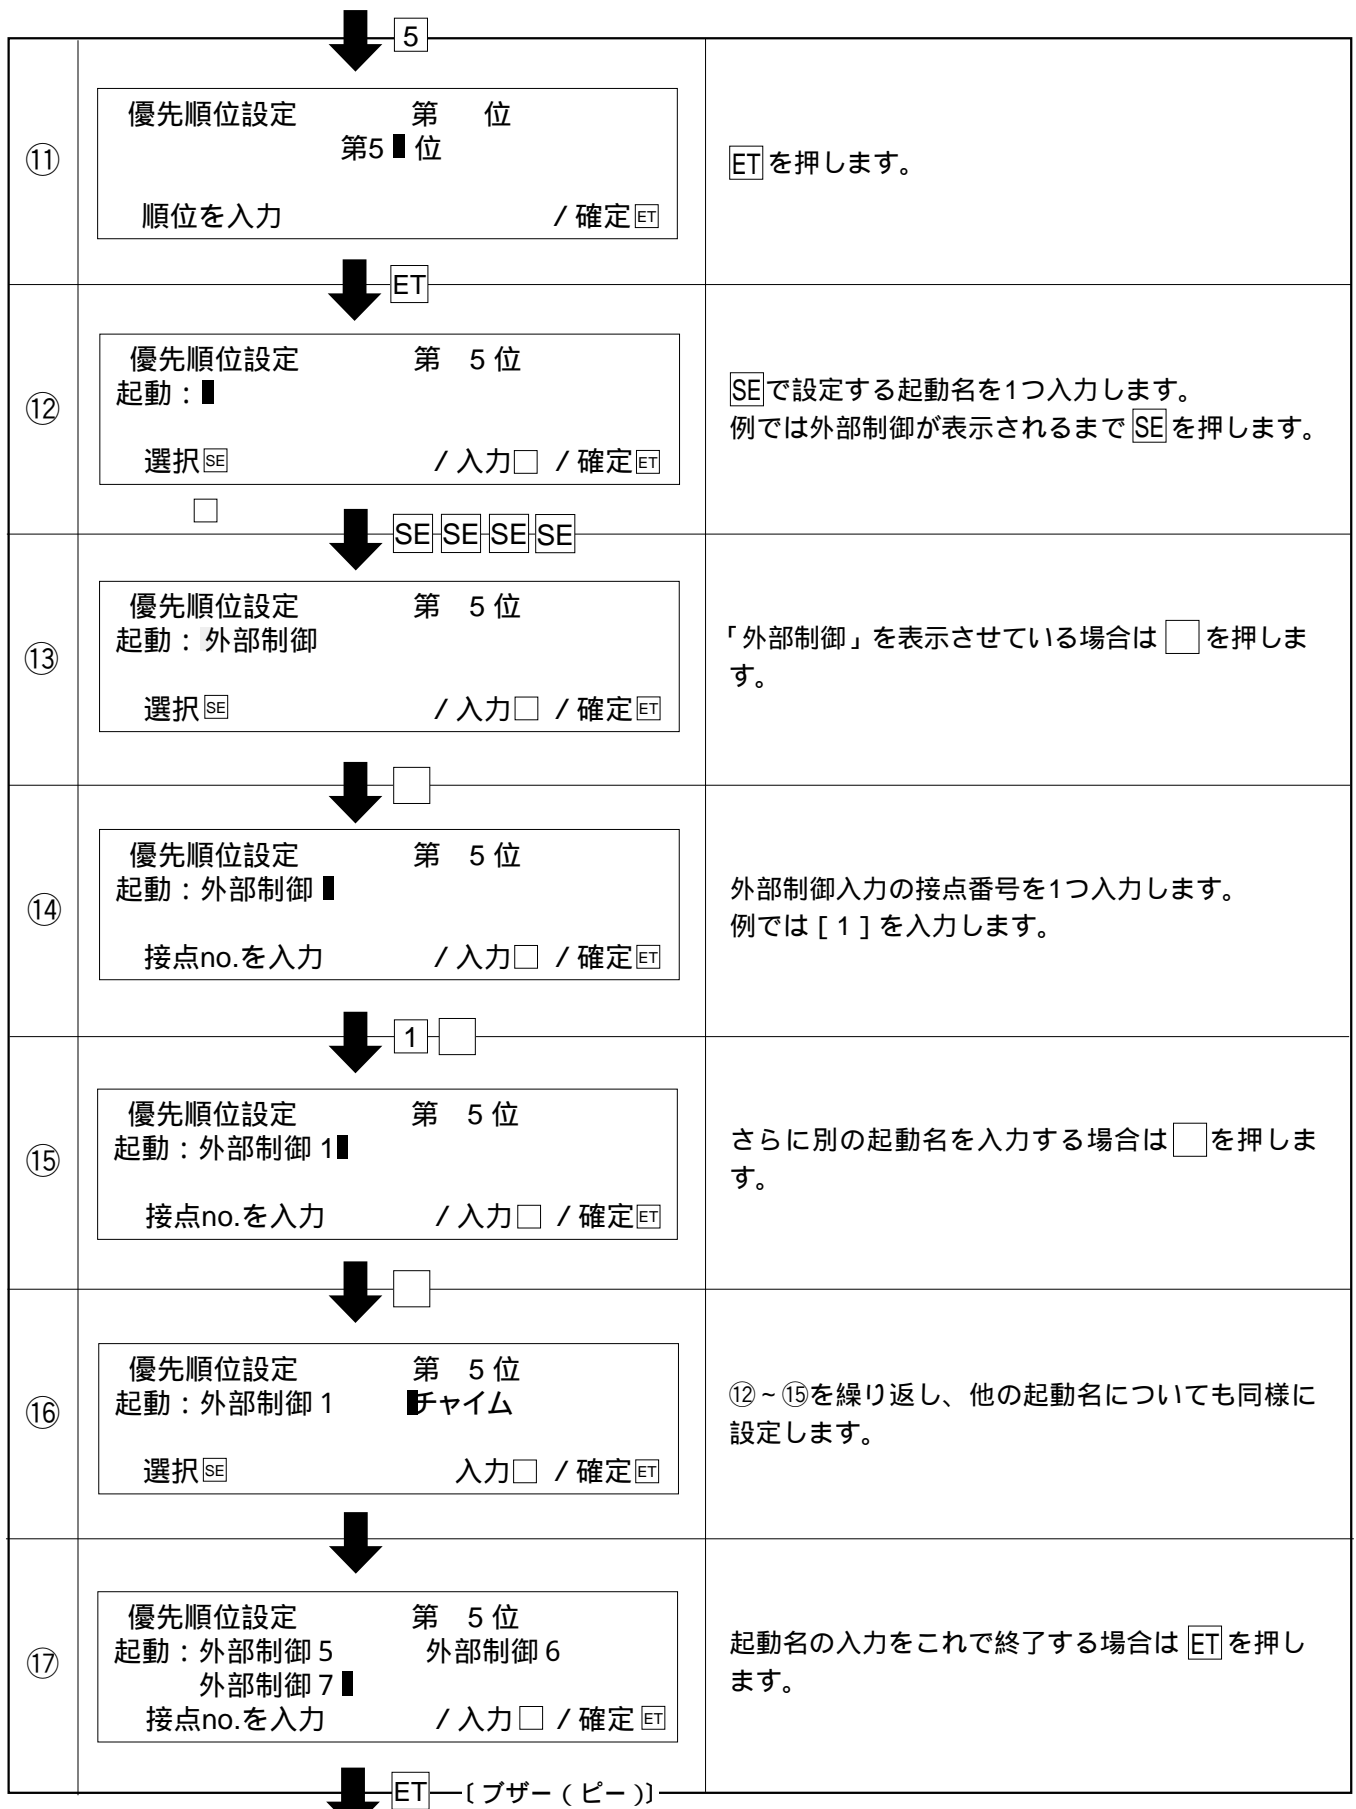 5
⑪
優先順位設定 第 位
第5 位
順位を入力 / 確定ET
ETを押します。
ET
⑫
優先順位設定 第 5位
起動:
選択SE / 入力□ / 確定ET
□
SEで設定する起動名を1つ入力します。
例では外部制御が表示されるまでSEを押します。
SE SE SE SE
⑬
優先順位設定 第 5位
起動:外部制御
選択SE / 入力□ / 確定ET
「外部制御」を表示させている場合は□を押しま
す。
⑭
優先順位設定 第 5位
起動:外部制御
接点no.を入力 / 入力□ / 確定ET
外部制御入力の接点番号を1つ入力します。
例では[1]を入力します。
1 □
⑮
優先順位設定 第 5位
起動:外部制御1
接点no.を入力 / 入力□ / 確定ET
さらに別の起動名を入力する場合は□を押しま
す。
⑯
優先順位設定 第 5位
起動:外部制御1 チャイム
選択SE 入力□ / 確定ET
⑫~⑮を繰り返し、他の起動名についても同様に
設定します。
⑰
優先順位設定 第 5位
起動:外部制御5 外部制御6
外部制御7
接点no.を入力 / 入力□ / 確定ET
起動名の入力をこれで終了する場合はETを押し
ます。
ET〔ブザー(ピー)〕